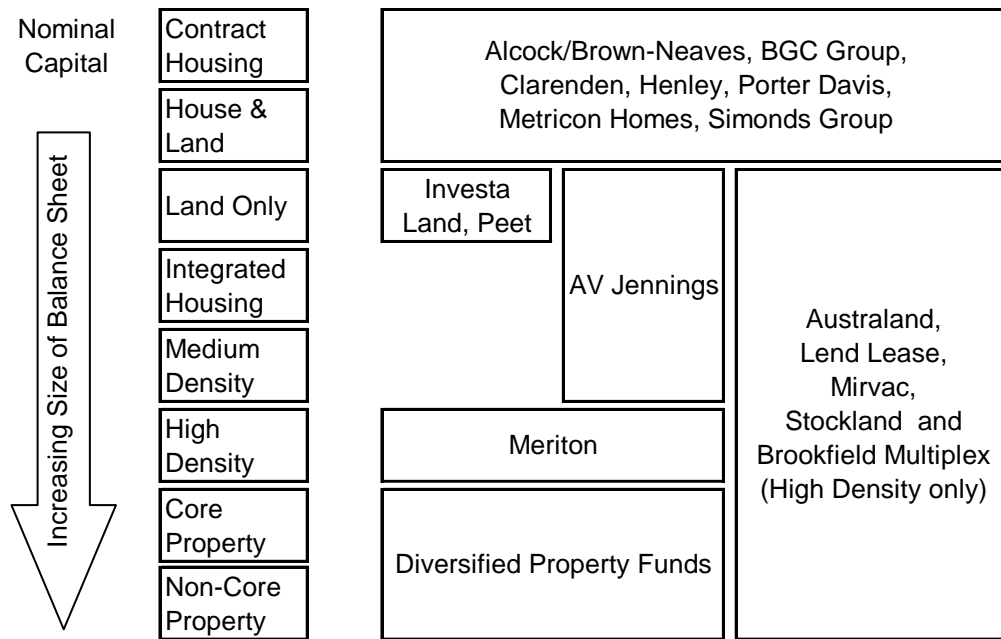 Nominal
Capital
Increasing Size of Balance Sheet
Contract
Housing
House &
Land
Land Only
Integrated
Housing
Medium
Density
High
Density
Core
Property
Non-Core
Property
Alcock/Brown-Neaves, BGC Group,
Clarenden, Henley, Porter Davis,
Metricon Homes, Simonds Group
Investa
Land, Peet
AV Jennings
Meriton
Diversified Property Funds
Australand,
Lend Lease,
Mirvac,
Stockland and
Brookfield Multiplex
(High Density only)